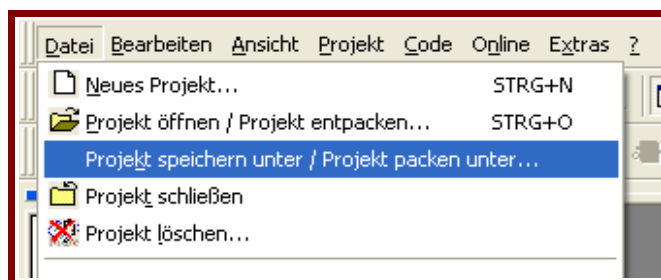 Datei Bearbeiten Ansicht Projekt Code Online Extras ?
Neues Projekt... STRG+N
Projekt öffnen / Projekt entpacken... STRG+O
Projekt speichern unter / Projekt packen unter...
Projekt schließen
Projekt löschen...